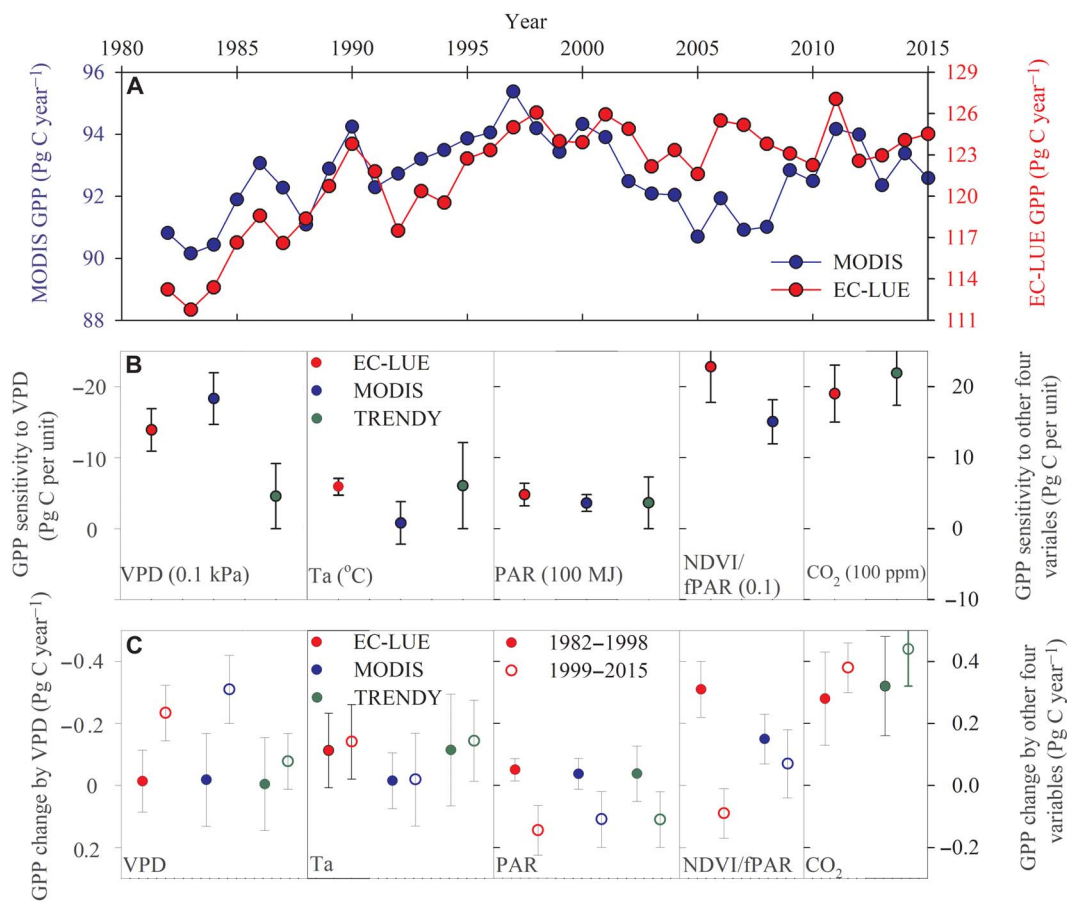 Year
1980 1985 1990 1995 2000 2005 2010 2015
A
96 129
94 126
123
92 120
117
90 114
88 111
MODIS GPP (Pg C year−1)
EC-LUE GPP (Pg C year−1)
MODIS
EC-LUE
B
EC-LUE
MODIS
TRENDY
−20 20
−10 10
0 0
−10
GPP sensitivity to VPD
(Pg C per unit)
GPP sensitivity to other four
variales (Pg C per unit)
VPD (0.1 kPa)
Ta (°C)
PAR (100 MJ)
NDVI/
fPAR (0.1)
CO2 (100 ppm)
C
EC-LUE
MODIS
TRENDY
1982−1998
1999−2015
−0.4 0.4
−0.2 0.2
0 0.0
0.2 −0.2
GPP change by VPD (Pg C year−1)
GPP change by other four
variables (Pg C year−1)
VPD
Ta
PAR
NDVI/fPAR
CO2